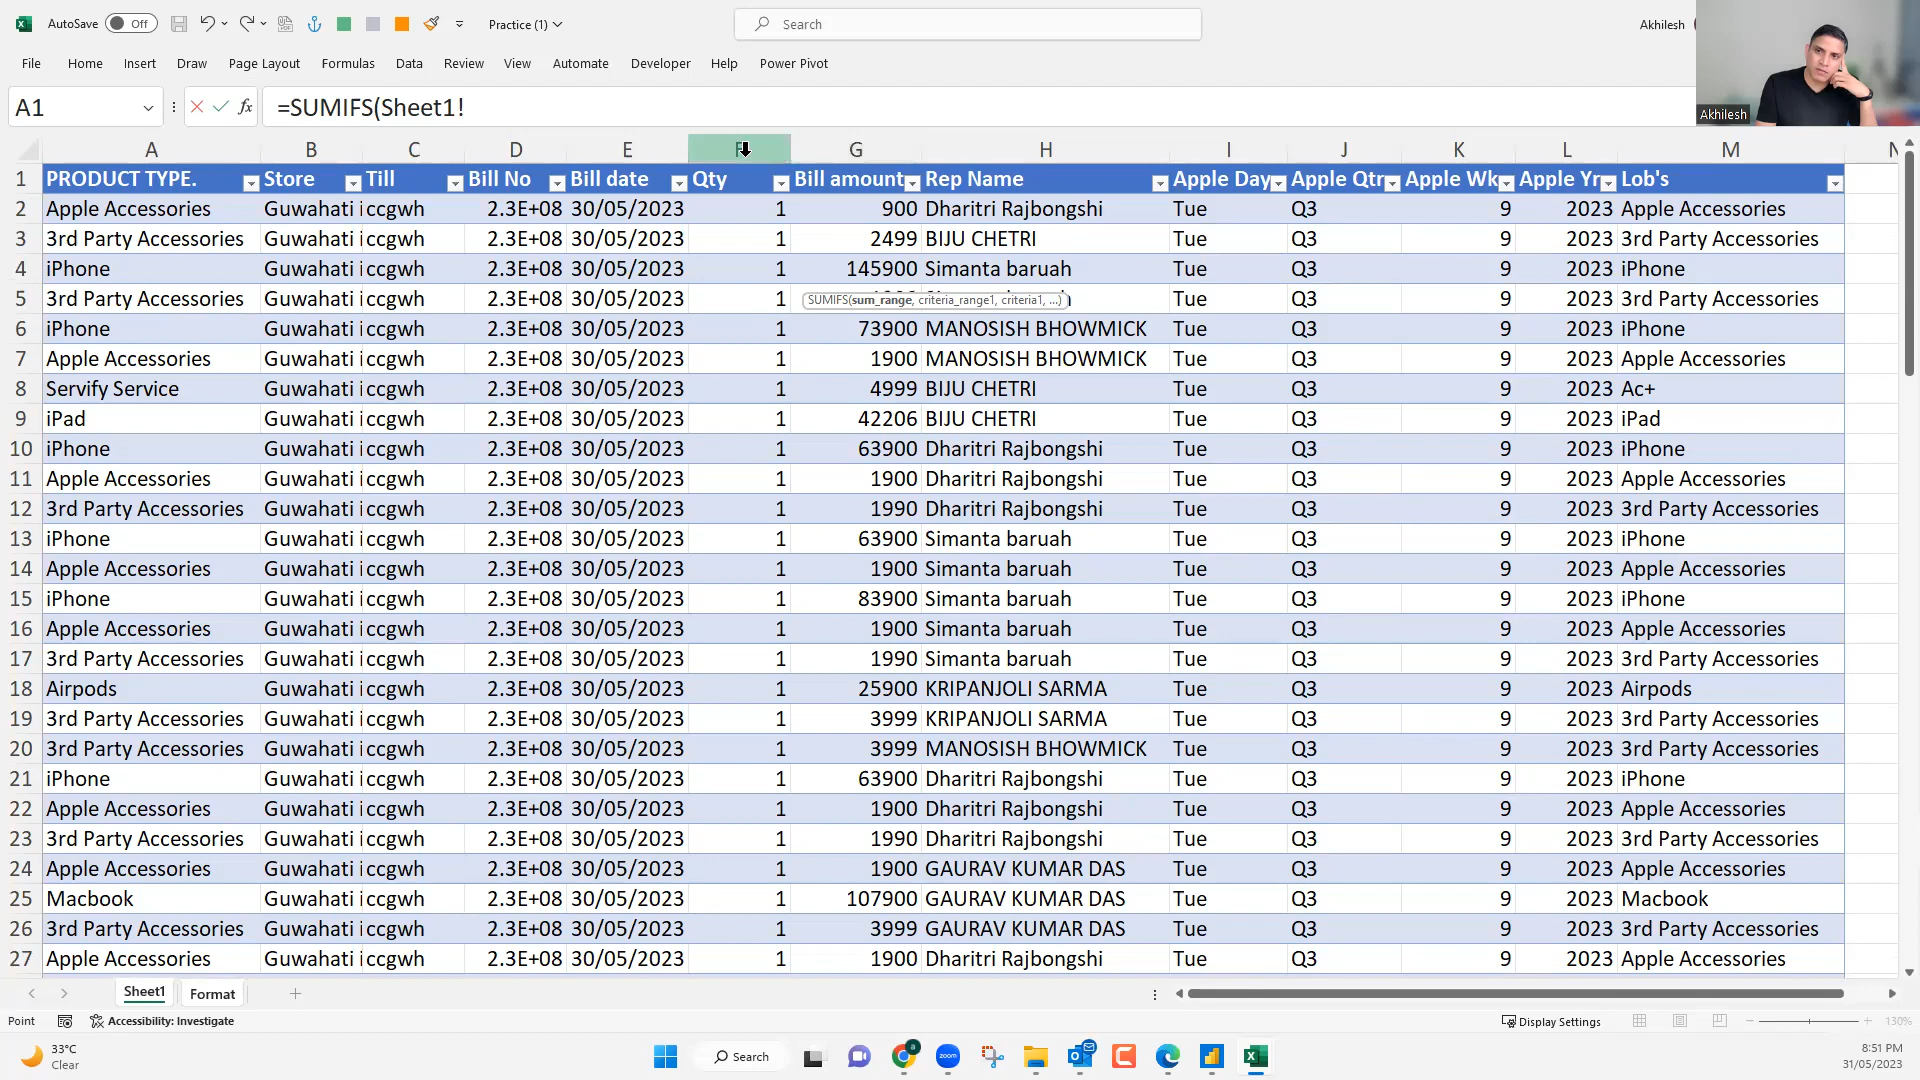 AutoSave Off Practice (1) Search Akhilesh
File Home Insert Draw Page Layout Formulas Data Review View Automate Developer Help Power Pivot
A1 fx =SUMIFS(Sheet1!
Akhilesh
A B C D E F G H I J K L M N
1 PRODUCT TYPE. Store Till Bill No Bill date Qty Bill amount Rep Name Apple Day Apple Qtr Apple Wk Apple Yr Lob's
2 Apple Accessories Guwahati i ccgwh 2.3E+08 30/05/2023 1 900 Dharitri Rajbongshi Tue Q3 9 2023 Apple Accessories
3 3rd Party Accessories Guwahati i ccgwh 2.3E+08 30/05/2023 1 2499 BIJU CHETRI Tue Q3 9 2023 3rd Party Accessories
4 iPhone Guwahati i ccgwh 2.3E+08 30/05/2023 1 145900 Simanta baruah Tue Q3 9 2023 iPhone
5 3rd Party Accessories Guwahati i ccgwh 2.3E+08 30/05/2023 1 SUMIFS(sum_range, criteria_range1, criteria1, ...) Tue Q3 9 2023 3rd Party Accessories
6 iPhone Guwahati i ccgwh 2.3E+08 30/05/2023 1 73900 MANOSISH BHOWMICK Tue Q3 9 2023 iPhone
7 Apple Accessories Guwahati i ccgwh 2.3E+08 30/05/2023 1 1900 MANOSISH BHOWMICK Tue Q3 9 2023 Apple Accessories
8 Servify Service Guwahati i ccgwh 2.3E+08 30/05/2023 1 4999 BIJU CHETRI Tue Q3 9 2023 Ac+
9 iPad Guwahati i ccgwh 2.3E+08 30/05/2023 1 42206 BIJU CHETRI Tue Q3 9 2023 iPad
10 iPhone Guwahati i ccgwh 2.3E+08 30/05/2023 1 63900 Dharitri Rajbongshi Tue Q3 9 2023 iPhone
11 Apple Accessories Guwahati i ccgwh 2.3E+08 30/05/2023 1 1900 Dharitri Rajbongshi Tue Q3 9 2023 Apple Accessories
12 3rd Party Accessories Guwahati i ccgwh 2.3E+08 30/05/2023 1 1990 Dharitri Rajbongshi Tue Q3 9 2023 3rd Party Accessories
13 iPhone Guwahati i ccgwh 2.3E+08 30/05/2023 1 63900 Simanta baruah Tue Q3 9 2023 iPhone
14 Apple Accessories Guwahati i ccgwh 2.3E+08 30/05/2023 1 1900 Simanta baruah Tue Q3 9 2023 Apple Accessories
15 iPhone Guwahati i ccgwh 2.3E+08 30/05/2023 1 83900 Simanta baruah Tue Q3 9 2023 iPhone
16 Apple Accessories Guwahati i ccgwh 2.3E+08 30/05/2023 1 1900 Simanta baruah Tue Q3 9 2023 Apple Accessories
17 3rd Party Accessories Guwahati i ccgwh 2.3E+08 30/05/2023 1 1990 Simanta baruah Tue Q3 9 2023 3rd Party Accessories
18 Airpods Guwahati i ccgwh 2.3E+08 30/05/2023 1 25900 KRIPANJOLI SARMA Tue Q3 9 2023 Airpods
19 3rd Party Accessories Guwahati i ccgwh 2.3E+08 30/05/2023 1 3999 KRIPANJOLI SARMA Tue Q3 9 2023 3rd Party Accessories
20 3rd Party Accessories Guwahati i ccgwh 2.3E+08 30/05/2023 1 3999 MANOSISH BHOWMICK Tue Q3 9 2023 3rd Party Accessories
21 iPhone Guwahati i ccgwh 2.3E+08 30/05/2023 1 63900 Dharitri Rajbongshi Tue Q3 9 2023 iPhone
22 Apple Accessories Guwahati i ccgwh 2.3E+08 30/05/2023 1 1900 Dharitri Rajbongshi Tue Q3 9 2023 Apple Accessories
23 3rd Party Accessories Guwahati i ccgwh 2.3E+08 30/05/2023 1 1990 Dharitri Rajbongshi Tue Q3 9 2023 3rd Party Accessories
24 Apple Accessories Guwahati i ccgwh 2.3E+08 30/05/2023 1 1900 GAURAV KUMAR DAS Tue Q3 9 2023 Apple Accessories
25 Macbook Guwahati i ccgwh 2.3E+08 30/05/2023 1 107900 GAURAV KUMAR DAS Tue Q3 9 2023 Macbook
26 3rd Party Accessories Guwahati i ccgwh 2.3E+08 30/05/2023 1 3999 GAURAV KUMAR DAS Tue Q3 9 2023 3rd Party Accessories
27 Apple Accessories Guwahati i ccgwh 2.3E+08 30/05/2023 1 1900 Dharitri Rajbongshi Tue Q3 9 2023 Apple Accessories
Sheet1 Format
Point Accessibility: Investigate Display Settings 130%
33°C
Clear
Search
zoom
8:51 PM
31/05/2023